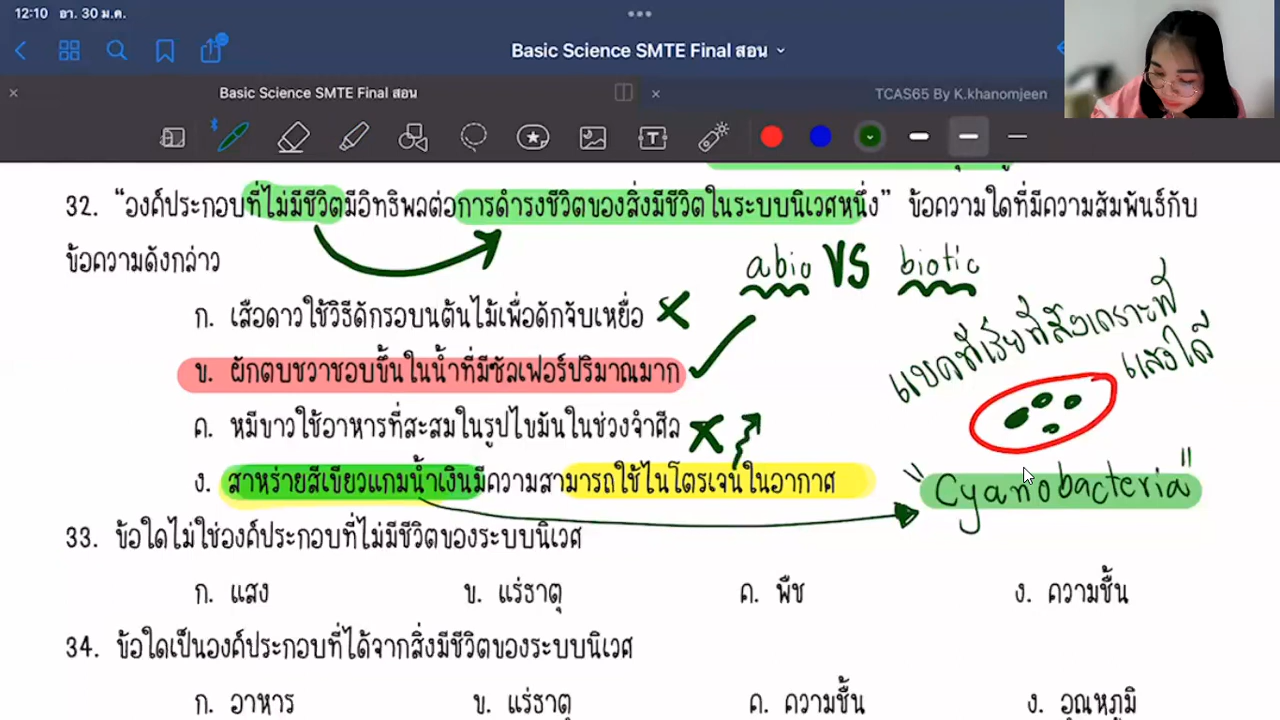 12:10 อา. 30 ม.ค.
Basic Science SMTE Final สอน
Basic Science SMTE Final สอน
TCAS65 By K.khanomjeen
32. “องค์ประกอบที่ไม่มีชีวิตมีอิทธิพลต่อการดำรงชีวิตของสิ่งมีชีวิตในระบบนิเวศหนึ่ง” ข้อความใดที่มีความสัมพันธ์กับ
ข้อความดังกล่าว
abio VS biotic
ก. เสือดาวใช้วิธีดักรอบนต้นไม้เพื่อดักจับเหยื่อ
แบคทีเรียที่สังเคราะห์
แสงได้
ข. ผักตบชวาชอบขึ้นในน้ำที่มีซัลเฟอร์ปริมาณมาก
ค. หมีขาวใช้อาหารที่สะสมในรูปไขมันในช่วงจำศีล
ง. สาหร่ายสีเขียวแกมน้ำเงินมีความสามารถใช้ไนโตรเจนในอากาศ
"Cyanobacteria"
33. ข้อใดไม่ใช่องค์ประกอบที่ไม่มีชีวิตของระบบนิเวศ
ก. แสง ข. แร่ธาตุ ค. พืช ง. ความชื้น
34. ข้อใดเป็นองค์ประกอบที่ได้จากสิ่งมีชีวิตของระบบนิเวศ
ก. อาหาร ข. แร่ธาตุ ค. ความชื้น ง. อุณหภูมิ